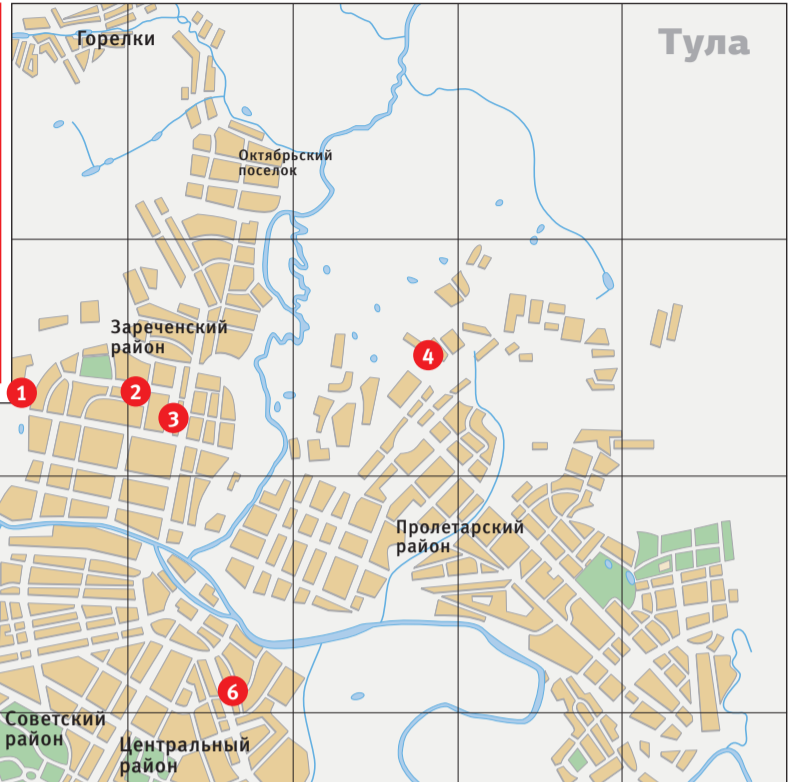 Горелки
Тула
Октябрьский
поселок
Зареченский
район
4
1
2
3
Пролетарский
район
6
Советский
район
Центральный
район